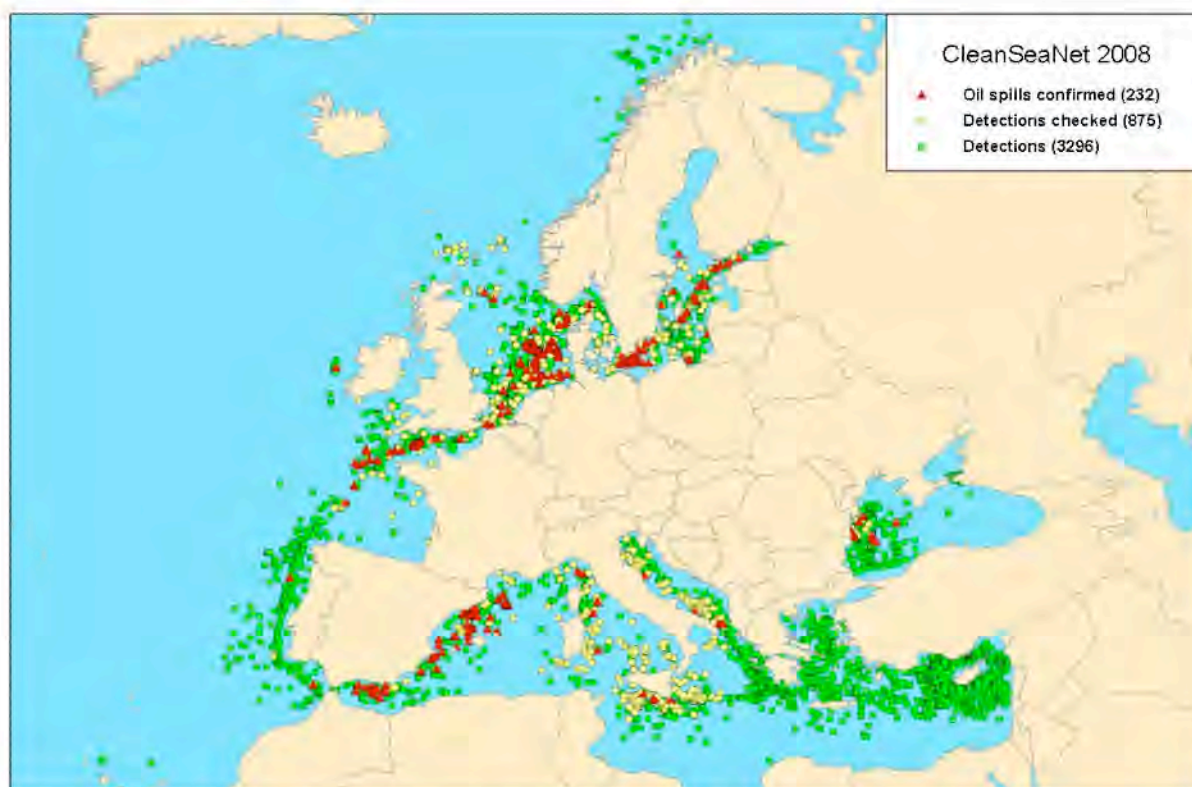 CleanSeaNet 2008
Oil spills confirmed (232)
Detections checked (875)
Detections (3296)